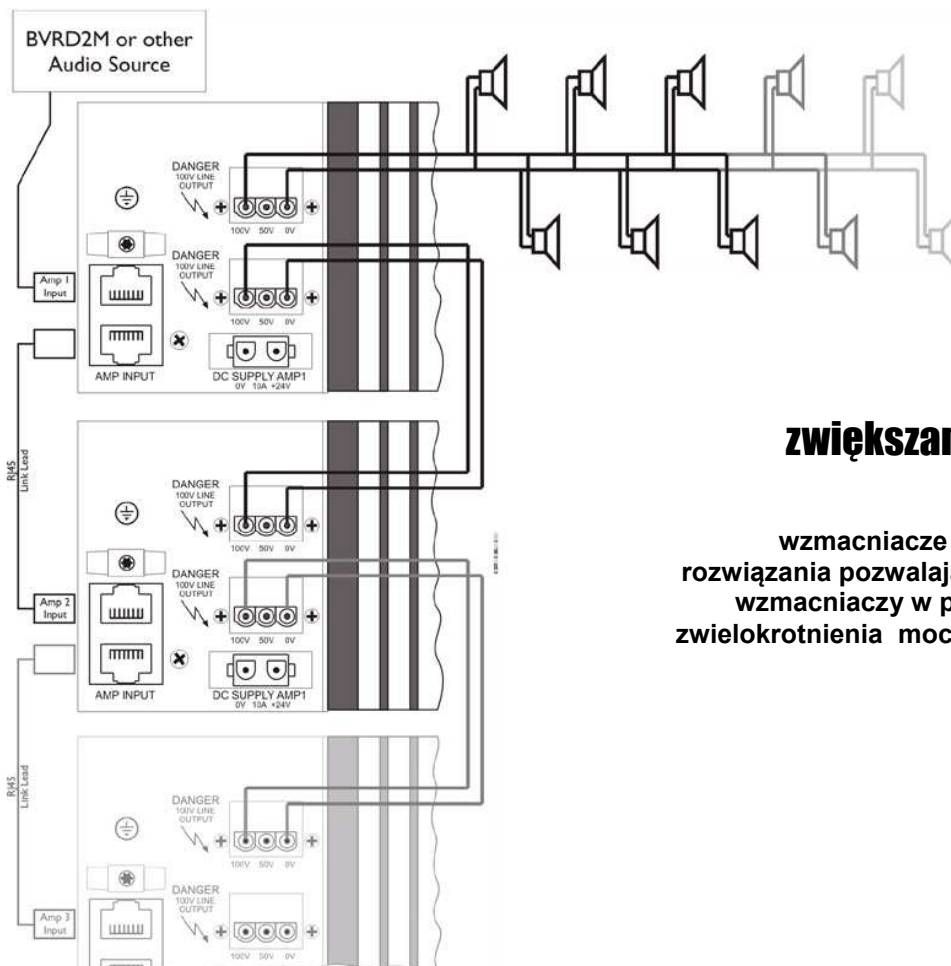 BVRD2M or other
Audio Source
DANGER
100V LINE
OUTPUT
100V 50V 0V
DANGER
100V LINE
OUTPUT
100V 50V 0V
Amp 1
Input
AMP INPUT
DC SUPPLY AMP1
0V 10A +24V
RJ45
Link Lead
zwiększan
wzmacniacze
rozwiązania pozwalają
wzmacniaczy w p
zwielokrotnienia moc
DANGER
100V LINE
OUTPUT
100V 50V 0V
DANGER
100V LINE
OUTPUT
100V 50V 0V
Amp 2
Input
AMP INPUT
DC SUPPLY AMP1
0V 10A +24V
RJ45
Link Lead
DANGER
100V LINE
OUTPUT
100V 50V 0V
DANGER
100V LINE
OUTPUT
100V 50V 0V
Amp 3
Input